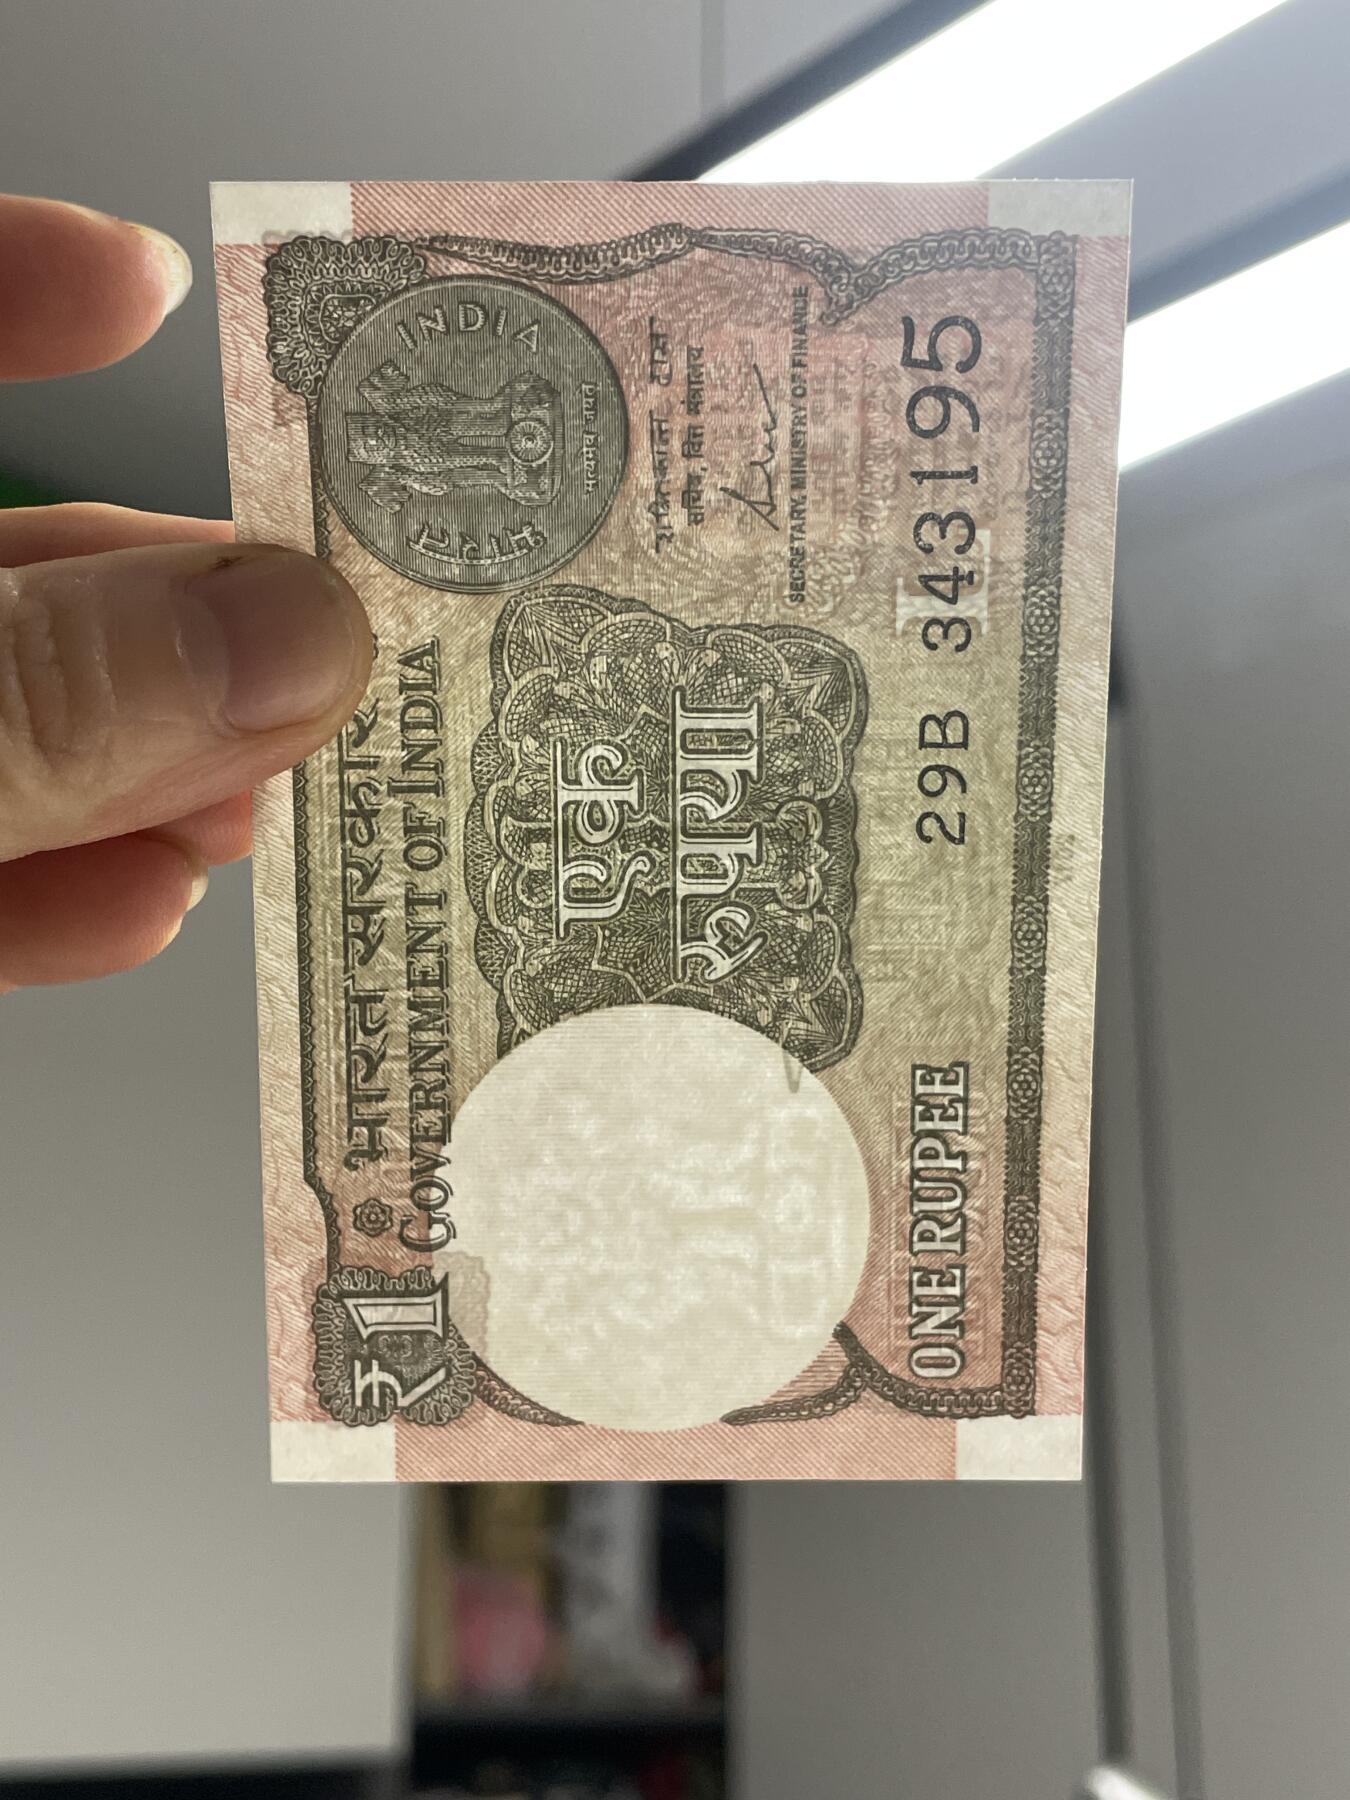 ₹1
भारत सरकार
GOVERNMENT OF INDIA
भारत
INDIA
सत्यमेव जयते
एक
रुपया
शक्तिकान्त दास
सचिव, वित्त मंत्रालय
SECRETARY, MINISTRY OF FINANCE
ONE RUPEE
29B 343195